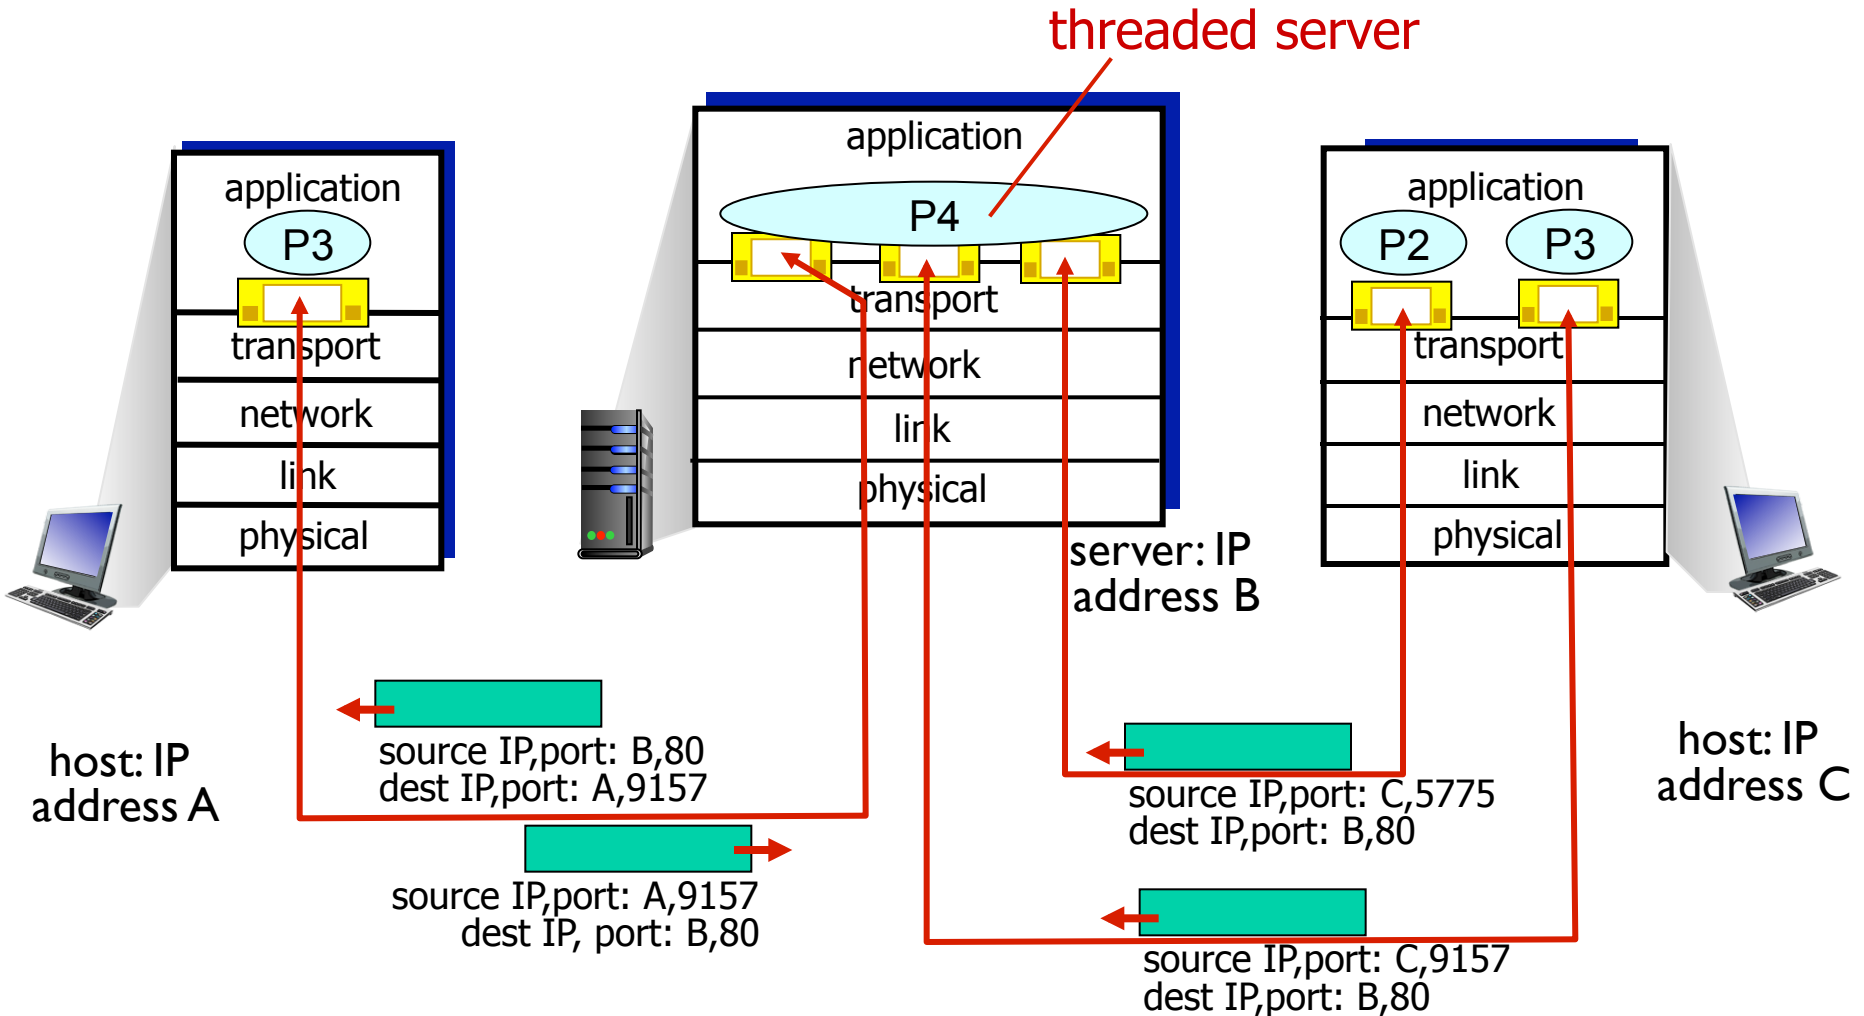 threaded server
application
P3
transport
network
link
physical
application
P4
transport
network
link
physical
application
P2
P3
transport
network
link
physical
server: IP
address B
host: IP
address A
source IP,port: B,80
dest IP,port: A,9157
source IP,port: A,9157
dest IP, port: B,80
source IP,port: C,5775
dest IP,port: B,80
source IP,port: C,9157
dest IP,port: B,80
host: IP
address C